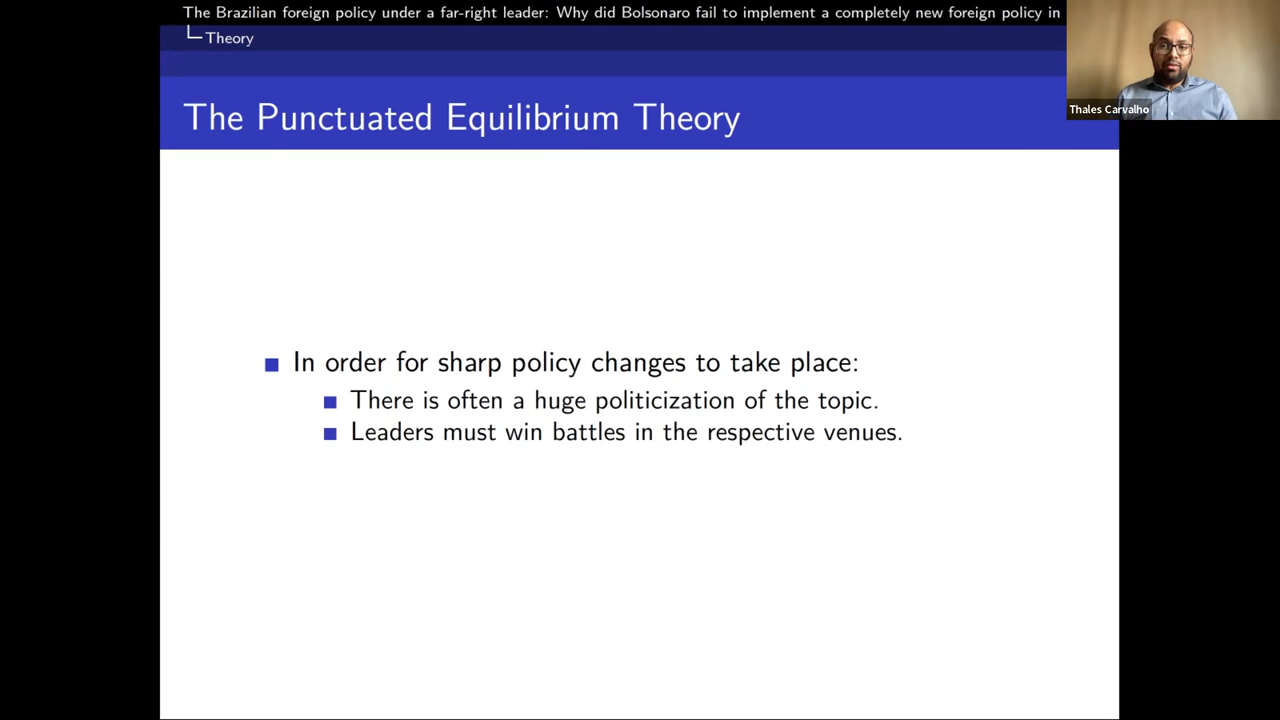 The Brazilian foreign policy under a far-right leader: Why did Bolsonaro fail to implement a completely new foreign policy in
Theory
Thales Carvalho
The Punctuated Equilibrium Theory
In order for sharp policy changes to take place:
There is often a huge politicization of the topic.
Leaders must win battles in the respective venues.